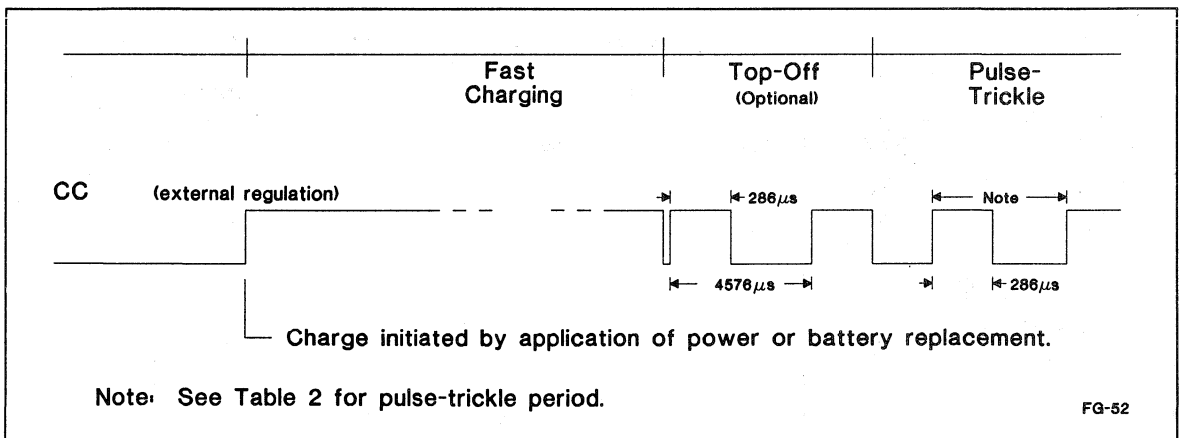 Fast
Charging
Top-Off
(Optional)
Pulse-
Trickle
CC (external regulation)
286µs
Note
4576µs
286µs
Charge initiated by application of power or battery replacement.
Note: See Table 2 for pulse-trickle period.
FG-52